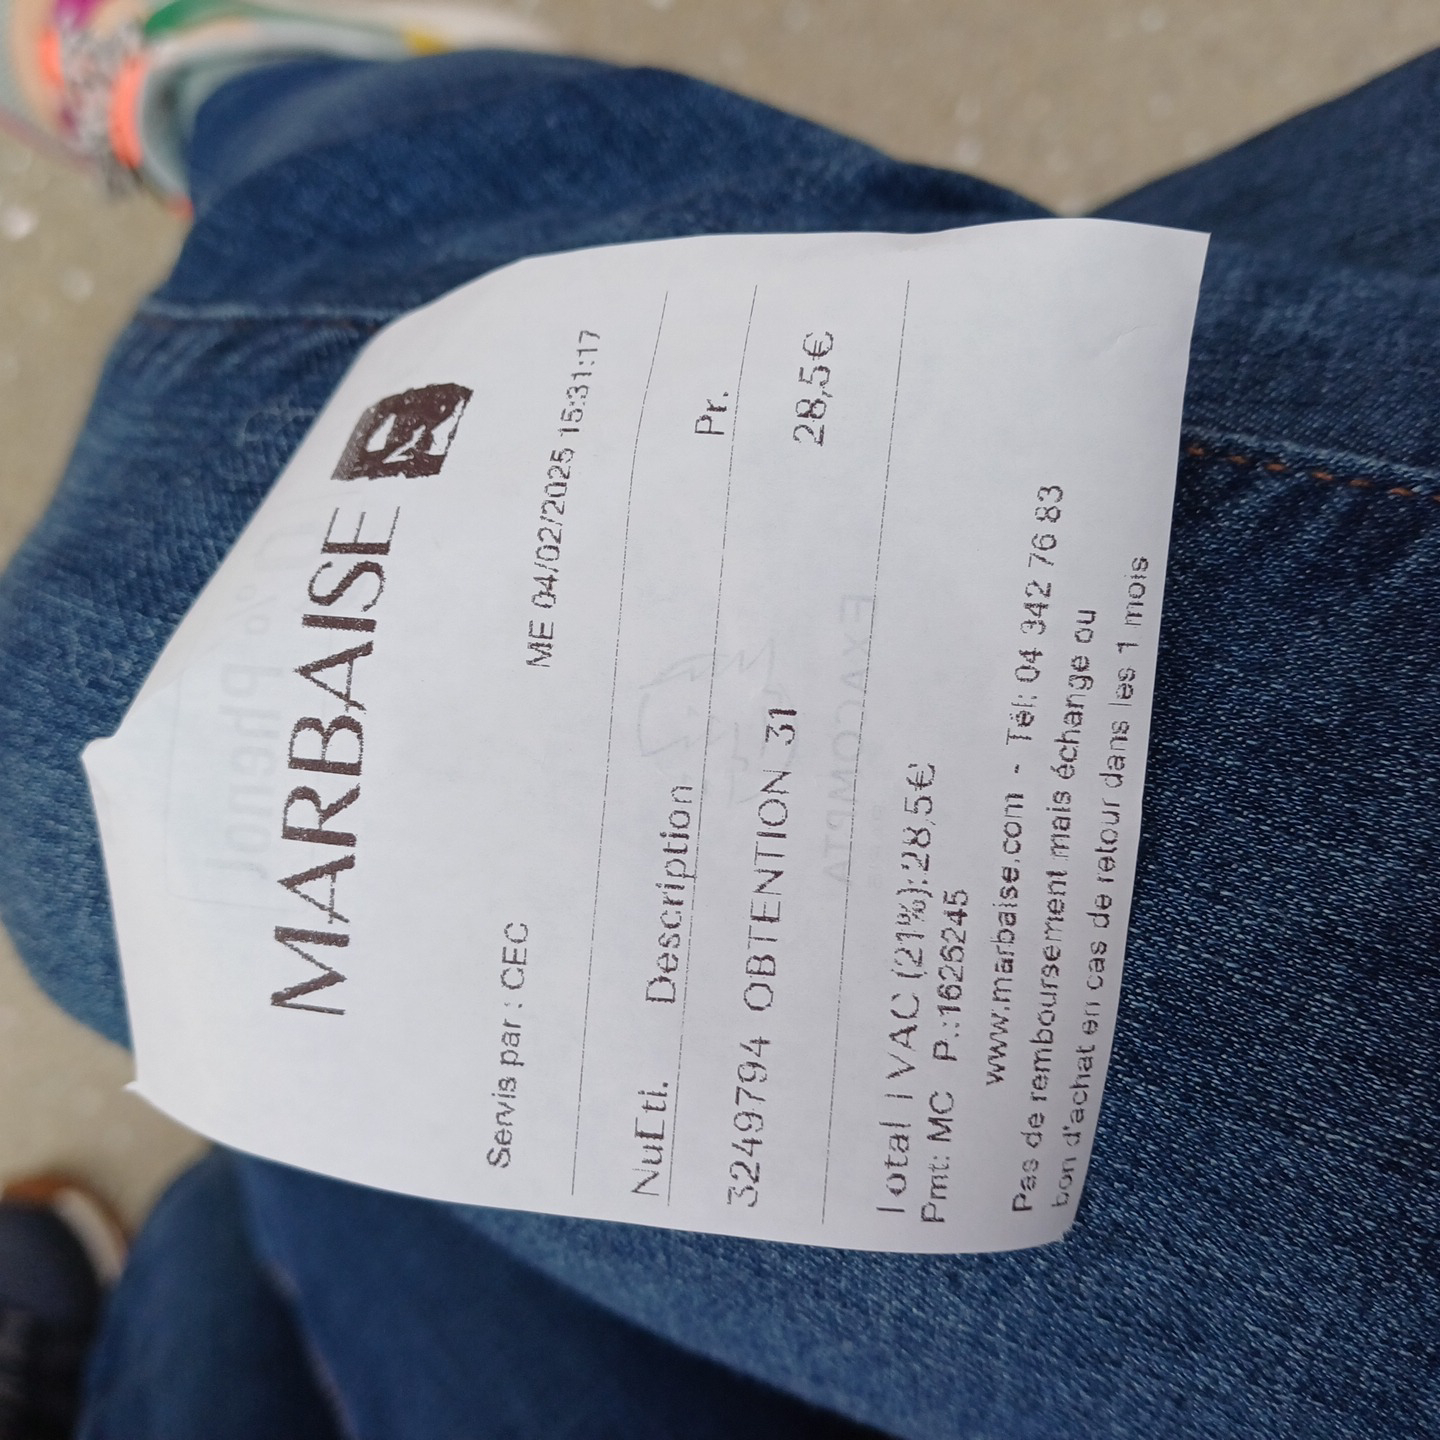 MARBAISE
Servis par : CEC
ME 04/02/2025 15:31:17
NuEti. Description Pr.
3249794 OBTENTION 31 28,5€
Total TVAC (21%):28,5€
Pmt: MC P.:1625245
www.marbaise.com - Tél: 04 342 76 83
Pas de remboursement mais échange ou
bon d'achat en cas de retour dans les 1 mois